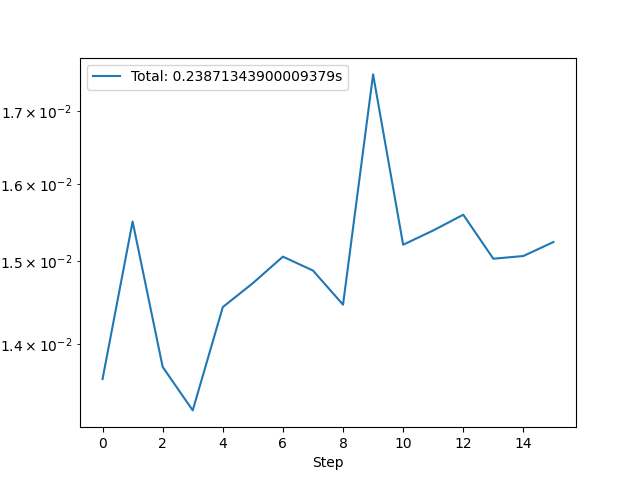 Total: 0.23871343900009379s
1.7 × 10⁻²
1.6 × 10⁻²
1.5 × 10⁻²
1.4 × 10⁻²
0 2 4 6 8 10 12 14
Step